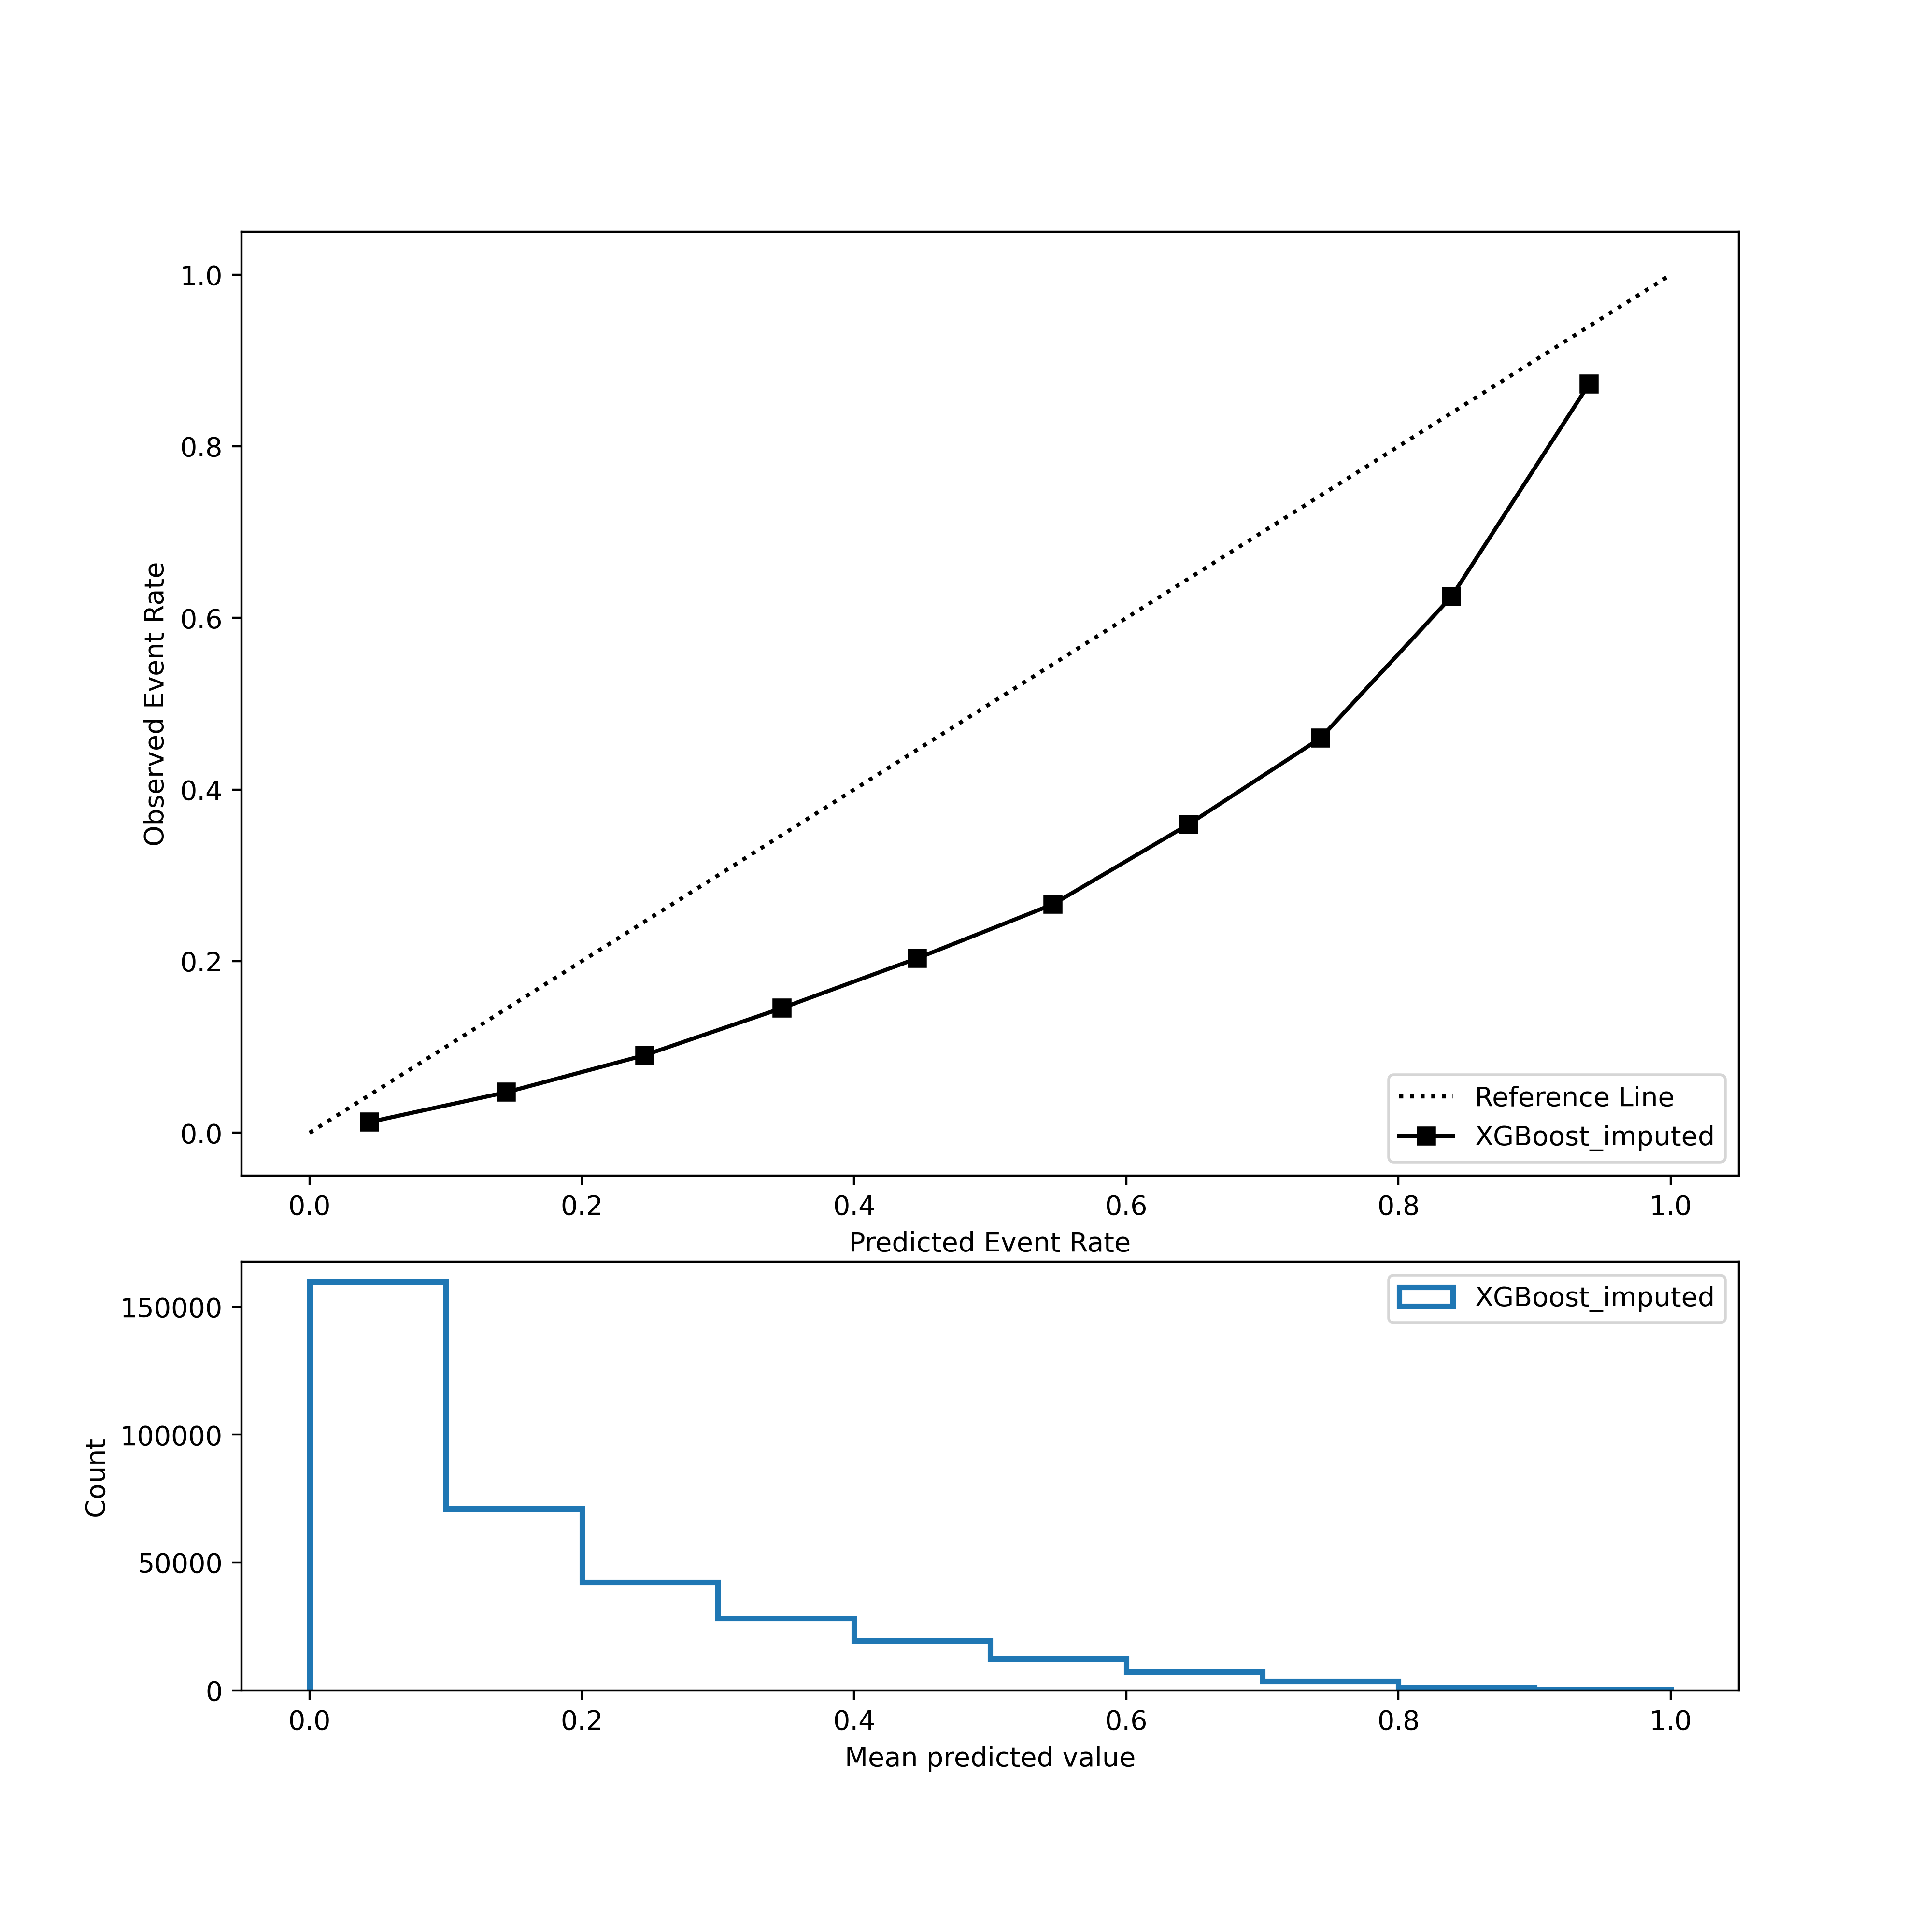 1.0
0.8
0.6
0.4
0.2
0.0
Observed Event Rate
Reference Line
XGBoost_imputed
0.0 0.2 0.4 0.6 0.8 1.0
Predicted Event Rate
XGBoost_imputed
150000
100000
50000
0
Count
0.0 0.2 0.4 0.6 0.8 1.0
Mean predicted value